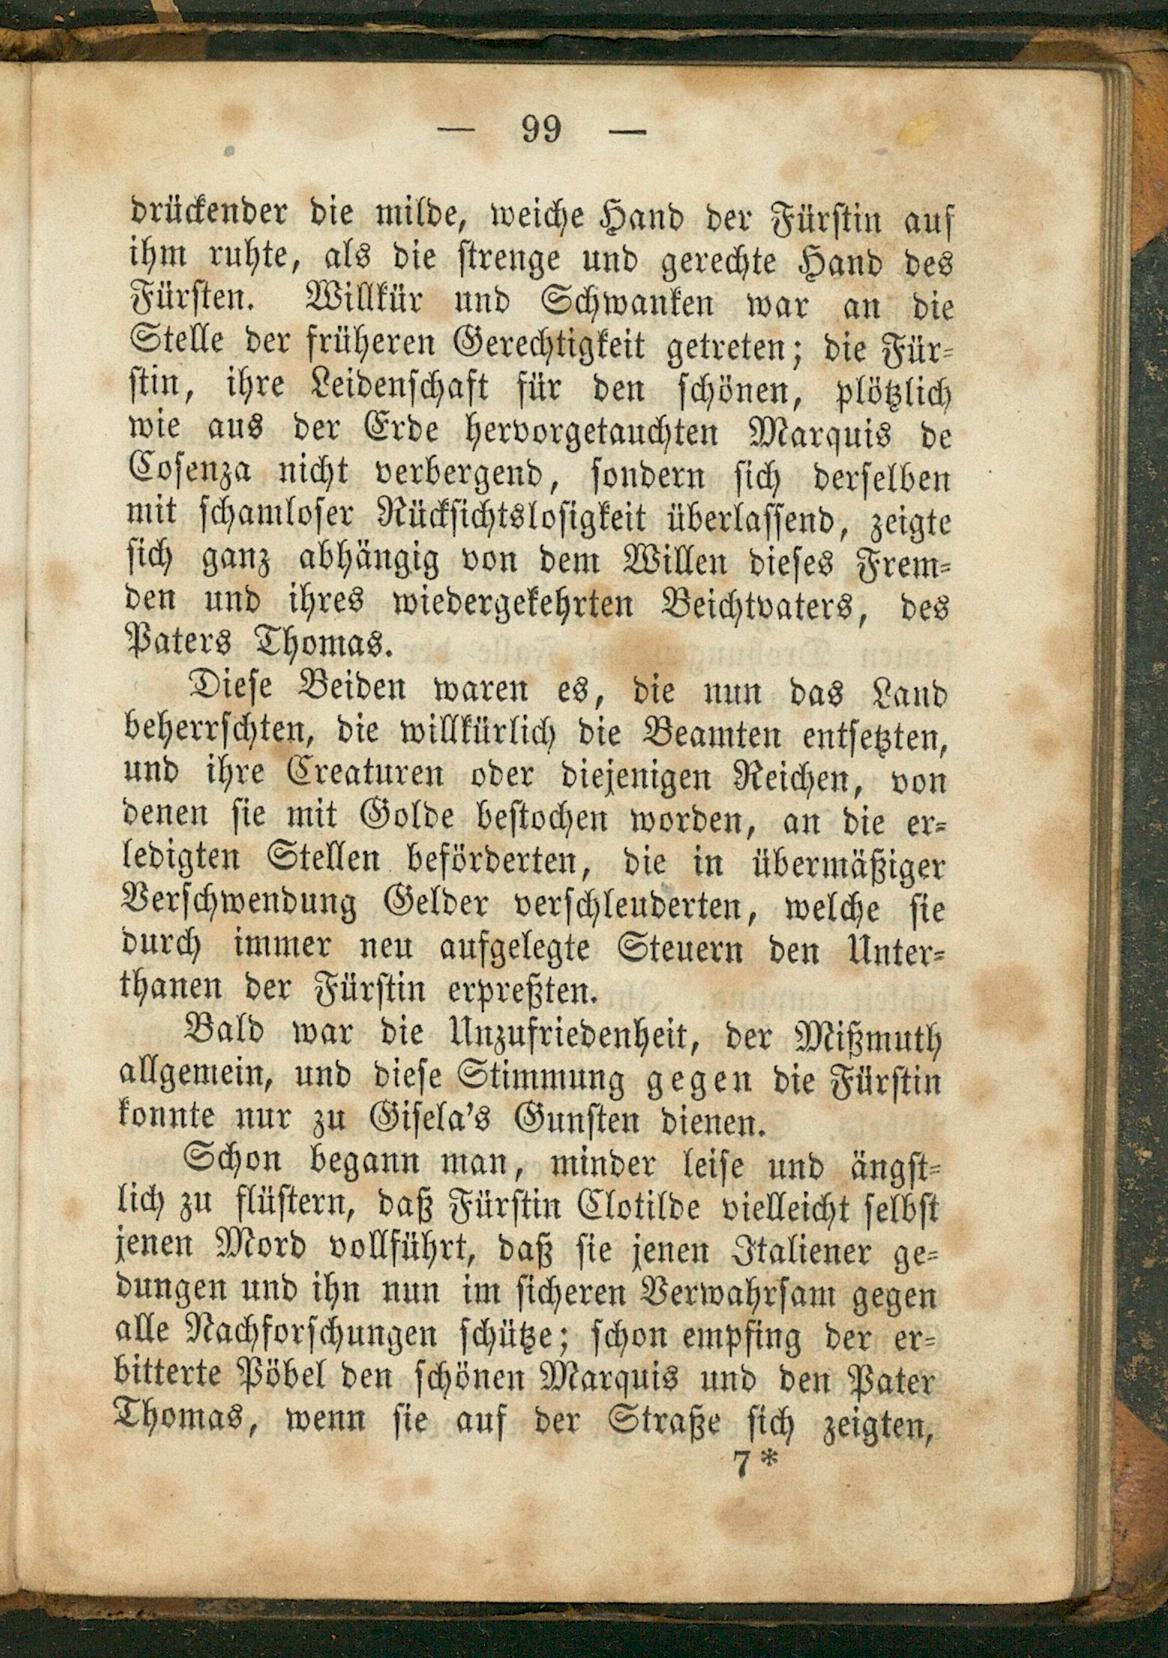 — 99 —
drückender die milde, weiche Hand der Fürstin auf
ihm ruhte, als die strenge und gerechte Hand des
Fürsten. Willkür und Schwanken war an die
Stelle der früheren Gerechtigkeit getreten; die Für-
stin, ihre Leidenschaft für den schönen, plötzlich
wie aus der Erde hervorgetauchten Marquis de
Cosenza nicht verbergend, sondern sich derselben
mit schamloser Rücksichtslosigkeit überlassend, zeigte
sich ganz abhängig von dem Willen dieses Frem-
den und ihres wiedergekehrten Beichtvaters, des
Paters Thomas.
Diese Beiden waren es, die nun das Land
beherrschten, die willkürlich die Beamten entsetzten,
und ihre Creaturen oder diejenigen Reichen, von
denen sie mit Golde bestochen worden, an die er-
ledigten Stellen beförderten, die in übermäßiger
Verschwendung Gelder verschleuderten, welche sie
durch immer neu aufgelegte Steuern den Unter-
thanen der Fürstin erpreßten.
Bald war die Unzufriedenheit, der Mißmuth
allgemein, und diese Stimmung gegen die Fürstin
konnte nur zu Gisela's Gunsten dienen.
Schon begann man, minder leise und ängst-
lich zu flüstern, daß Fürstin Clotilde vielleicht selbst
jenen Mord vollführt, daß sie jenen Italiener ge-
dungen und ihn nun im sicheren Verwahrsam gegen
alle Nachforschungen schütze; schon empfing der er-
bitterte Pöbel den schönen Marquis und den Pater
Thomas, wenn sie auf der Straße sich zeigten,
7*